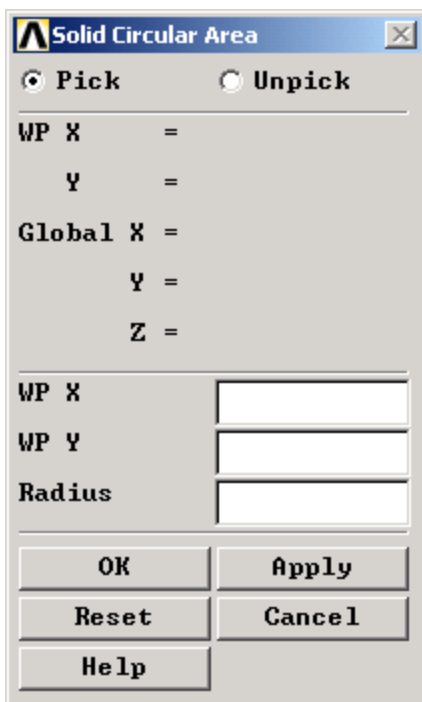 Solid Circular Area
Pick Unpick
WP X =
Y =
Global X =
Y =
Z =
WP X
WP Y
Radius
OK Apply
Reset Cancel
Help